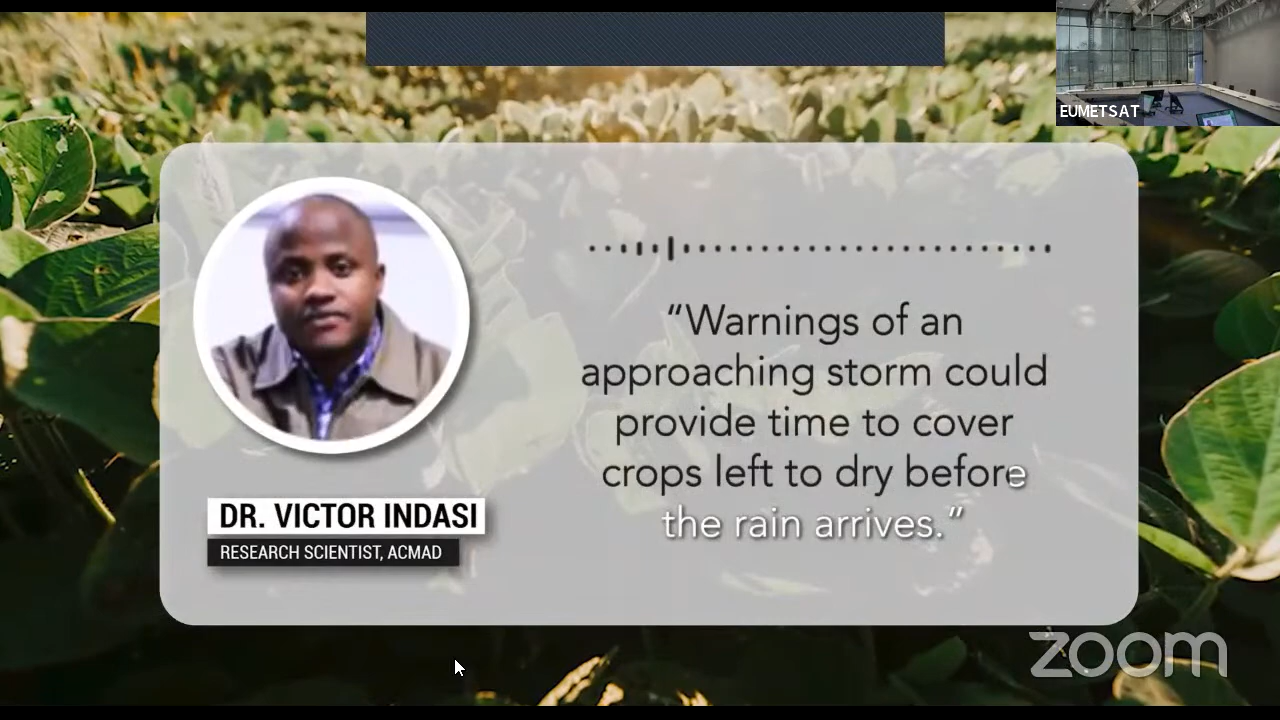 EUMETSAT
“Warnings of an
approaching storm could
provide time to cover
crops left to dry before
the rain arrives.”
DR. VICTOR INDASI
RESEARCH SCIENTIST, ACMAD
zoom